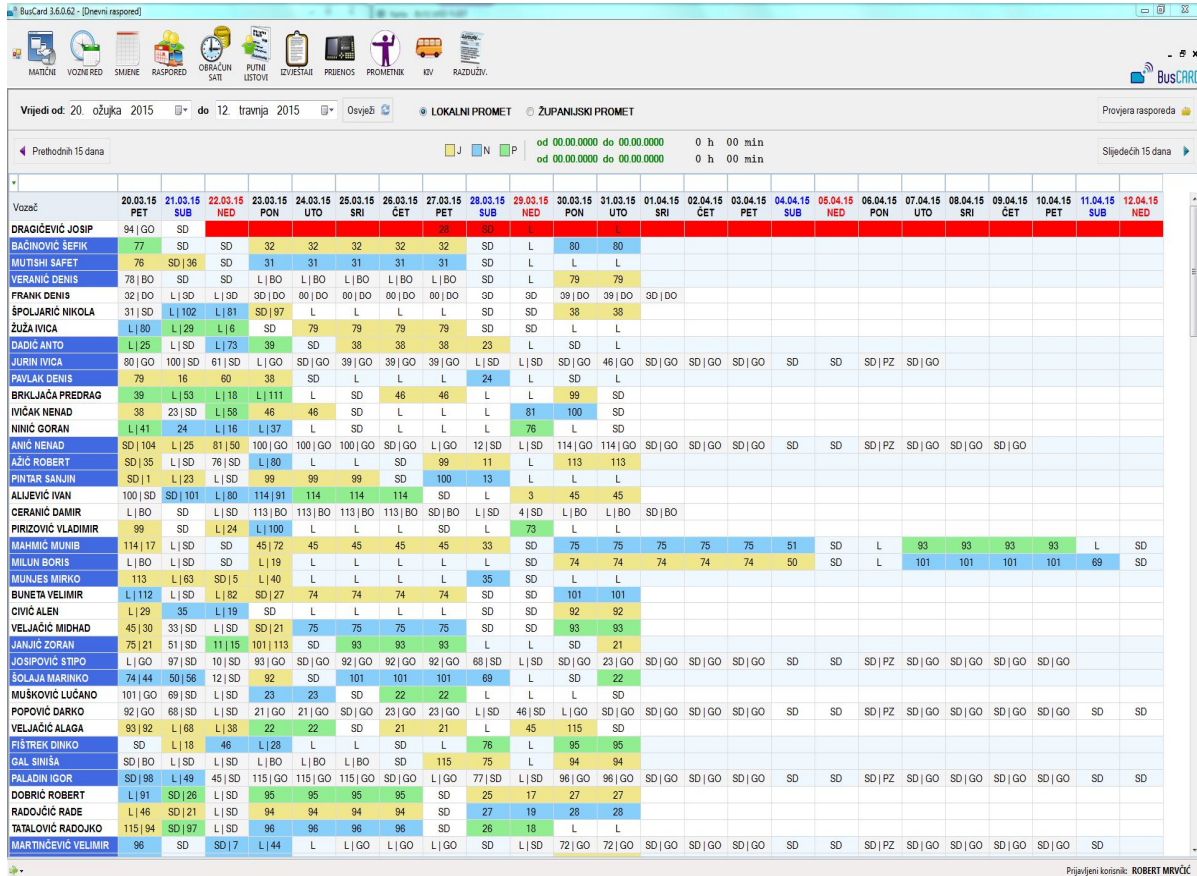 BusCard 3.6.0.62 - [Dnevni raspored]
MATIČNI VOZNI RED SMJENE RASPORED OBRAČUN SATI PUTNI LISTOVI IZVJEŠTAJI PRIJENOS PROMETNIK KIV RAZDUŽIV.
BusCARD
Vrijedi od: 20. ožujka 2015 do 12. travnja 2015 Osvježi LOKALNI PROMET ŽUPANIJSKI PROMET Provjera rasporeda
Prethodnih 15 dana J N P od 00.00.0000 do 00.00.0000 0 h 00 min Slijedećih 15 dana
od 00.00.0000 do 00.00.0000 0 h 00 min
Vozač 20.03.15 PET 21.03.15 SUB 22.03.15 NED 23.03.15 PON 24.03.15 UTO 25.03.15 SRI 26.03.15 ČET 27.03.15 PET 28.03.15 SUB 29.03.15 NED 30.03.15 PON 31.03.15 UTO 01.04.15 SRI 02.04.15 ČET 03.04.15 PET 04.04.15 SUB 05.04.15 NED 06.04.15 PON 07.04.15 UTO 08.04.15 SRI 09.04.15 ČET 10.04.15 PET 11.04.15 SUB 12.04.15 NED
DRAGIČEVIĆ JOSIP 94 | GO SD 28 SD L L
BAČINOVIĆ ŠEFIK 77 SD SD 32 32 32 32 32 SD L 80 80
MUTISHI SAFET 76 SD | 36 SD 31 31 31 31 31 SD L L L
VERANIĆ DENIS 78 | BO SD SD L | BO L | BO L | BO L | BO L | BO SD L 79 79
FRANK DENIS 32 | DO L | SD L | SD SD | DO 00 | DO 00 | DO 00 | DO 00 | DO SD SD 39 | DO 39 | DO SD | DO
ŠPOLJARIĆ NIKOLA 31 | SD L | 102 L | 81 SD | 97 L L L L SD SD 38 38
ŽUŽA IVICA L | 80 L | 29 L | 6 SD 79 79 79 79 SD SD L L
DADIĆ ANTO L | 25 L | SD L | 73 39 SD 38 38 38 23 L SD L
JURIN IVICA 80 | GO 100 | SD 61 | SD L | GO SD | GO 39 | GO 39 | GO 39 | GO L | SD L | SD SD | GO 46 | GO SD | GO SD | GO SD | GO SD SD SD | PZ SD | GO
PAVLAK DENIS 79 16 60 38 SD L L L 24 L SD L
BRKLJAČA PREDRAG 39 L | 53 L | 18 L | 111 L SD 46 46 L L 99 SD
IVIČAK NENAD 38 23 | SD L | 58 46 46 SD L L L 81 100 SD
NINIĆ GORAN L | 41 24 L | 16 L | 37 L SD L L L 76 L SD
ANIĆ NENAD SD | 104 L | 25 81 | 50 100 | GO 100 | GO 100 | GO SD | GO L | GO 12 | SD L | SD 114 | GO 114 | GO SD | GO SD | GO SD | GO SD SD SD | PZ SD | GO SD | GO SD | GO
AŽIĆ ROBERT SD | 35 L | SD 76 | SD L | 80 L L SD 99 11 L 113 113
PINTAR SANJIN SD | 1 L | 23 L | SD 99 99 99 SD 100 13 L L L
ALIJEVIĆ IVAN 100 | SD SD | 101 L | 80 114 | 91 114 114 114 SD L 3 45 45
CERANIĆ DAMIR L | BO SD L | SD 113 | BO 113 | BO 113 | BO 113 | BO SD | BO L | SD 4 | SD L | BO L | BO SD | BO
PIRIZOVIĆ VLADIMIR 99 SD L | 24 L | 100 L L L SD L 73 L L
MAHMIĆ MUNIB 114 | 17 L | SD SD 45 | 72 45 45 45 45 33 SD 75 75 75 75 75 51 SD L 93 93 93 93 L SD
MILUN BORIS L | BO L | SD SD L | 19 L L L L L SD 74 74 74 74 74 50 SD L 101 101 101 101 69 SD
MUNJES MIRKO 113 L | 63 SD | 5 L | 40 L L L L 35 SD L L
BUNETA VELIMIR L | 112 L | SD L | 82 SD | 27 74 74 74 74 SD SD 101 101
CIVIĆ ALEN L | 29 35 L | 19 SD L L L L SD SD 92 92
VELJAČIĆ MIDHAD 45 | 30 33 | SD L | SD SD | 21 75 75 75 75 SD SD 93 93
JANJIĆ ZORAN 75 | 21 51 | SD 11 | 15 101 | 113 SD 93 93 93 L L SD 21
JOSIPOVIĆ STIPO L | GO 97 | SD 10 | SD 93 | GO SD | GO 92 | GO 92 | GO 92 | GO 68 | SD L | SD SD | GO 23 | GO SD | GO SD | GO SD | GO SD SD SD | PZ SD | GO SD | GO SD | GO SD | GO
ŠOLAJA MARINKO 74 | 44 50 | 56 12 | SD 92 SD 101 101 101 69 L SD 22
MUŠKOVIĆ LUČANO 101 | GO 69 | SD L | SD 23 23 SD 22 22 L L L SD
POPOVIĆ DARKO 92 | GO 68 | SD L | SD 21 | GO 21 | GO SD | GO 23 | GO 23 | GO L | SD 46 | SD L | GO SD | GO SD | GO SD | GO SD | GO SD SD SD | PZ SD | GO SD | GO SD | GO SD | GO SD SD
VELJAČIĆ ALAGA 93 | 92 L | 68 L | 38 22 22 SD 21 21 L 45 115 SD
FIŠTREK DINKO SD L | 18 46 L | 28 L L SD L 76 L 95 95
GAL SINIŠA SD | BO L | SD L | SD L | BO L | BO L | BO SD 115 75 L 94 94
PALADIN IGOR SD | 98 L | 49 45 | SD 115 | GO 115 | GO 115 | GO SD | GO L | GO 77 | SD L | SD 96 | GO 96 | GO SD | GO SD | GO SD | GO SD SD SD | PZ SD | GO SD | GO SD | GO SD | GO SD SD
DOBRIĆ ROBERT L | 91 SD | 26 L | SD 95 95 95 95 SD 25 17 27 27
RADOJČIĆ RADE L | 46 SD | 21 L | SD 94 94 94 94 SD 27 19 28 28
TATALOVIĆ RADOJKO 115 | 94 SD | 97 L | SD 96 96 96 96 SD 26 18 L L
MARTINČEVIĆ VELIMIR 96 SD SD | 7 L | 44 L L | GO L | GO L | GO SD L | SD 72 | GO 72 | GO SD | GO SD | GO SD | GO SD SD SD | PZ SD | GO SD | GO SD | GO SD | GO SD
Prijavljeni korisnik: ROBERT MRVČIĆ